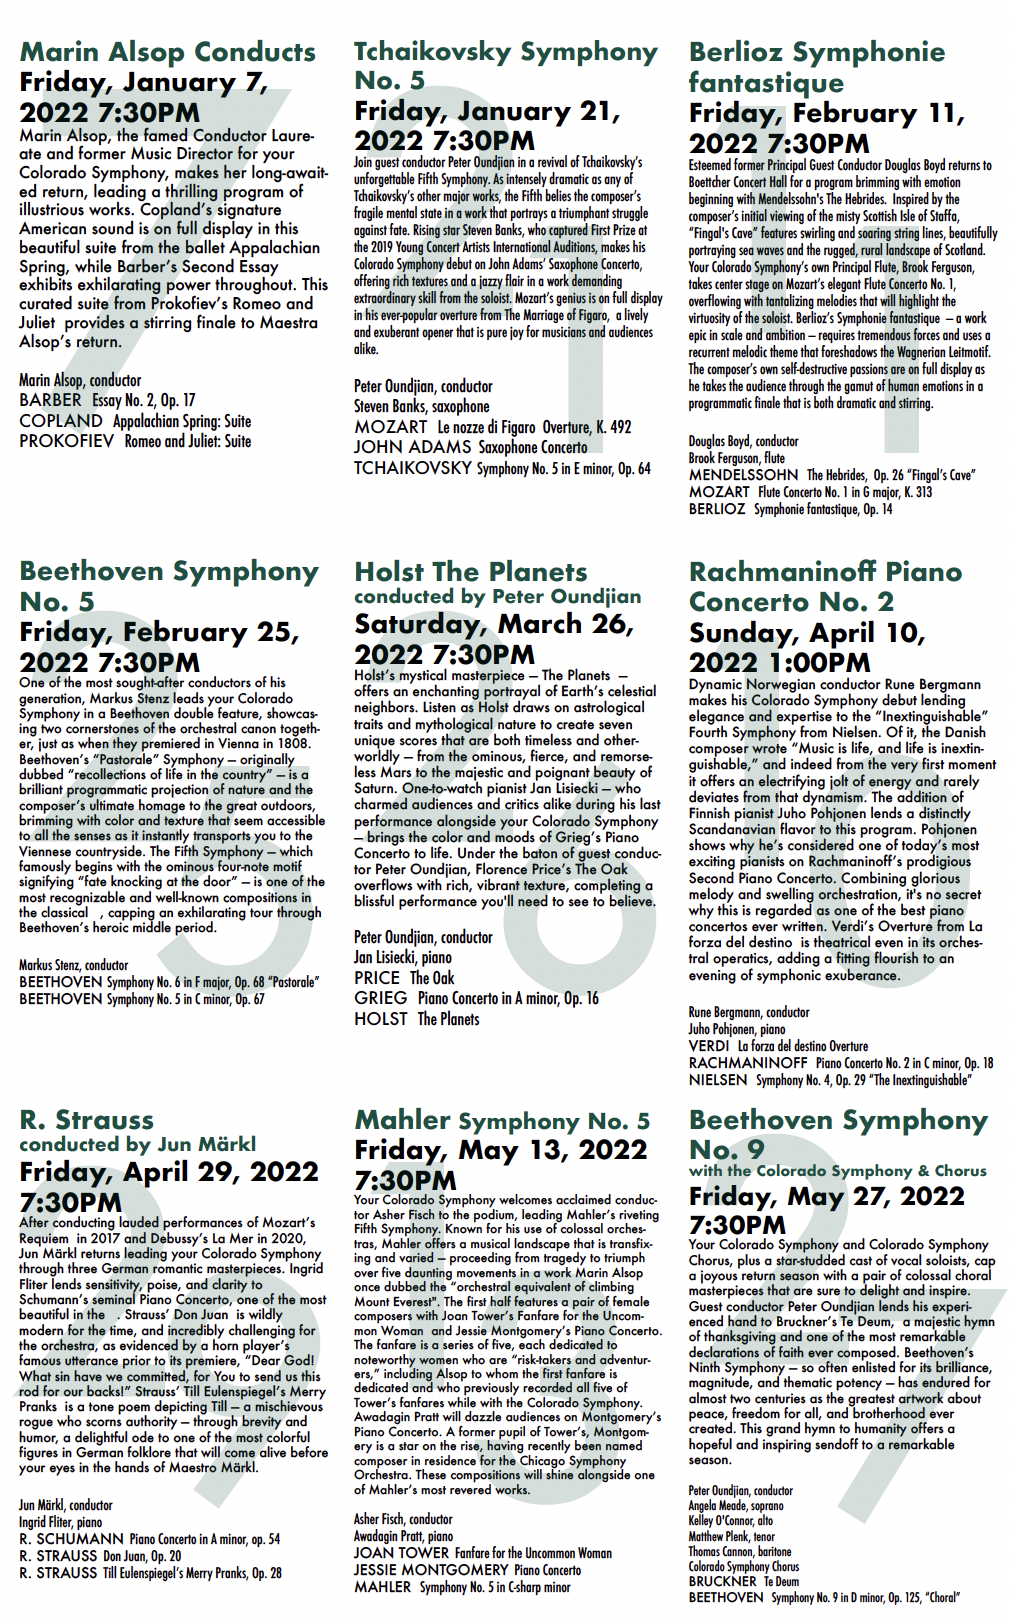 Marin Alsop Conducts
Friday, January 7,
2022 7:30PM
Marin Alsop, the famed Conductor Laure-
ate and former Music Director for your
Colorado Symphony, makes her long-await-
ed return, leading a thrilling program of
illustrious works. Copland's signature
American sound is on full display in this
beautiful suite from the ballet Appalachian
Spring, while Barber's Second Essay
exhibits exhilarating power throughout. This
curated suite from Prokofiev's Romeo and
Juliet provides a stirring finale to Maestra
Alsop's return.
Marin Alsop, conductor
BARBER Essay No. 2, Op. 17
COPLAND Appalachian Spring: Suite
PROKOFIEV Romeo and Juliet: Suite
7
Tchaikovsky Symphony
No. 5
Friday, January 21,
2022 7:30PM
Join guest conductor Peter Oundjian in a revival of Tchaikovsky's
unforgettable Fifth Symphony. As intensely dramatic as any of
Tchaikovsky's other major works, the Fifth belies the composer's
fragile mental state in a work that portrays a triumphant struggle
against fate. Rising star Steven Banks, who captured First Prize at
the 2019 Young Concert Artists International Auditions, makes his
Colorado Symphony debut on John Adams' Saxophone Concerto,
offering rich textures and a jazzy flair in a work demanding
extraordinary skill from the soloist. Mozart's genius is on full display
in his ever-popular overture from The Marriage of Figaro, a lively
and exuberant opener that is pure joy for musicians and audiences
alike.
Peter Oundjian, conductor
Steven Banks, saxophone
MOZART Le nozze di Figaro Overture, K. 492
JOHN ADAMS Saxophone Concerto
TCHAIKOVSKY Symphony No. 5 in E minor, Op. 64
21
Berlioz Symphonie
fantastique
Friday, February 11,
2022 7:30PM
Esteemed former Principal Guest Conductor Douglas Boyd returns to
Boettcher Concert Hall for a program brimming with emotion
beginning with Mendelssohn's The Hebrides. Inspired by the
composer's initial viewing of the misty Scottish Isle of Staffa,
"Fingal's Cave" features swirling and soaring string lines, beautifully
portraying sea waves and the rugged, rural landscape of Scotland.
Your Colorado Symphony's own Principal Flute, Brook Ferguson,
takes center stage on Mozart's elegant Flute Concerto No. 1,
overflowing with tantalizing melodies that will highlight the
virtuosity of the soloist. Berlioz's Symphonie fantastique – a work
epic in scale and ambition – requires tremendous forces and uses a
recurrent melodic theme that foreshadows the Wagnerian Leitmotif.
The composer's own self-destructive passions are on full display as
he takes the audience through the gamut of human emotions in a
programmatic finale that is both dramatic and stirring.
Douglas Boyd, conductor
Brook Ferguson, flute
MENDELSSOHN The Hebrides, Op. 26 "Fingal's Cave"
MOZART Flute Concerto No. 1 in G major, K. 313
BERLIOZ Symphonie fantastique, Op. 14
11
Beethoven Symphony
No. 5
Friday, February 25,
2022 7:30PM
One of the most sought-after conductors of his
generation, Markus Stenz leads your Colorado
Symphony in a Beethoven double feature, showcas-
ing two cornerstones of the orchestral canon togeth-
er, just as when they premiered in Vienna in 1808.
Beethoven's "Pastorale" Symphony – originally
dubbed "recollections of life in the country" – is a
brilliant programmatic projection of nature and the
composer's ultimate homage to the great outdoors,
brimming with color and texture that seem accessible
to all the senses as it instantly transports you to the
Viennese countryside. The Fifth Symphony – which
famously begins with the ominous four-note motif
signifying "fate knocking at the door" – is one of the
most recognizable and well-known compositions in
the classical , capping an exhilarating tour through
Beethoven's heroic middle period.
Markus Stenz, conductor
BEETHOVEN Symphony No. 6 in F major, Op. 68 "Pastorale"
BEETHOVEN Symphony No. 5 in C minor, Op. 67
25
Holst The Planets
conducted by Peter Oundjian
Saturday, March 26,
2022 7:30PM
Holst's mystical masterpiece – The Planets –
offers an enchanting portrayal of Earth's celestial
neighbors. Listen as Holst draws on astrological
traits and mythological nature to create seven
unique scores that are both timeless and other-
worldly – from the ominous, fierce, and remorse-
less Mars to the majestic and poignant beauty of
Saturn. One-to-watch pianist Jan Lisiecki – who
charmed audiences and critics alike during his last
performance alongside your Colorado Symphony
– brings the color and moods of Grieg's Piano
Concerto to life. Under the baton of guest conduc-
tor Peter Oundjian, Florence Price's The Oak
overflows with rich, vibrant texture, completing a
blissful performance you'll need to see to believe.
Peter Oundjian, conductor
Jan Lisiecki, piano
PRICE The Oak
GRIEG Piano Concerto in A minor, Op. 16
HOLST The Planets
26
Rachmaninoff Piano
Concerto No. 2
Sunday, April 10,
2022 1:00PM
Dynamic Norwegian conductor Rune Bergmann
makes his Colorado Symphony debut lending
elegance and expertise to the "Inextinguishable"
Fourth Symphony from Nielsen. Of it, the Danish
composer wrote "Music is life, and life is inextin-
guishable," and indeed from the very first moment
it offers an electrifying jolt of energy and rarely
deviates from that dynamism. The addition of
Finnish pianist Juho Pohjonen lends a distinctly
Scandanavian flavor to this program. Pohjonen
shows why he's considered one of today's most
exciting pianists on Rachmaninoff's prodigious
Second Piano Concerto. Combining glorious
melody and swelling orchestration, it's no secret
why this is regarded as one of the best piano
concertos ever written. Verdi's Overture from La
forza del destino is theatrical even in its orches-
tral operatics, adding a fitting flourish to an
evening of symphonic exuberance.
Rune Bergmann, conductor
Juho Pohjonen, piano
VERDI La forza del destino Overture
RACHMANINOFF Piano Concerto No. 2 in C minor, Op. 18
NIELSEN Symphony No. 4, Op. 29 "The Inextinguishable"
10
R. Strauss
conducted by Jun Märkl
Friday, April 29, 2022
7:30PM
After conducting lauded performances of Mozart's
Requiem in 2017 and Debussy's La Mer in 2020,
Jun Märkl returns leading your Colorado Symphony
through three German romantic masterpieces. Ingrid
Fliter lends sensitivity, poise, and clarity to
Schumann's seminal Piano Concerto, one of the most
beautiful in the . Strauss' Don Juan is wildly
modern for the time, and incredibly challenging for
the orchestra, as evidenced by a horn player's
famous utterance prior to its premiere, "Dear God!
What sin have we committed, for You to send us this
rod for our backs!" Strauss' Till Eulenspiegel's Merry
Pranks is a tone poem depicting Till – a mischievous
rogue who scorns authority – through brevity and
humor, a delightful ode to one of the most colorful
figures in German folklore that will come alive before
your eyes in the hands of Maestro Märkl.
Jun Märkl, conductor
Ingrid Fliter, piano
R. SCHUMANN Piano Concerto in A minor, op. 54
R. STRAUSS Don Juan, Op. 20
R. STRAUSS Till Eulenspiegel's Merry Pranks, Op. 28
29
Mahler Symphony No. 5
Friday, May 13, 2022
7:30PM
Your Colorado Symphony welcomes acclaimed conduc-
tor Asher Fisch to the podium, leading Mahler's riveting
Fifth Symphony. Known for his use of colossal orches-
tras, Mahler offers a musical landscape that is transfix-
ing and varied – proceeding from tragedy to triumph
over five daunting movements in a work Marin Alsop
once dubbed the "orchestral equivalent of climbing
Mount Everest". The first half features a pair of female
composers with Joan Tower's Fanfare for the Uncom-
mon Woman and Jessie Montgomery's Piano Concerto.
The fanfare is a series of five, each dedicated to
noteworthy women who are "risk-takers and adventur-
ers," including Alsop to whom the first fanfare is
dedicated and who previously recorded all five of
Tower's fanfares while with the Colorado Symphony.
Awadagin Pratt will dazzle audiences on Montgomery's
Piano Concerto. A former pupil of Tower's, Montgom-
ery is a star on the rise, having recently been named
composer in residence for the Chicago Symphony
Orchestra. These compositions will shine alongside one
of Mahler's most revered works.
Asher Fisch, conductor
Awadagin Pratt, piano
JOAN TOWER Fanfare for the Uncommon Woman
JESSIE MONTGOMERY Piano Concerto
MAHLER Symphony No. 5 in C-sharp minor
13
Beethoven Symphony
No. 9
with the Colorado Symphony & Chorus
Friday, May 27, 2022
7:30PM
Your Colorado Symphony and Colorado Symphony
Chorus, plus a star-studded cast of vocal soloists, cap
a joyous return season with a pair of colossal choral
masterpieces that are sure to delight and inspire.
Guest conductor Peter Oundjian lends his experi-
enced hand to Bruckner's Te Deum, a majestic hymn
of thanksgiving and one of the most remarkable
declarations of faith ever composed. Beethoven's
Ninth Symphony – so often enlisted for its brilliance,
magnitude, and thematic potency – has endured for
almost two centuries as the greatest artwork about
peace, freedom for all, and brotherhood ever
created. This grand hymn to humanity offers a
hopeful and inspiring sendoff to a remarkable
season.
Peter Oundjian, conductor
Angela Meade, soprano
Kelley O'Connor, alto
Matthew Plenk, tenor
Thomas Cannon, baritone
Colorado Symphony Chorus
BRUCKNER Te Deum
BEETHOVEN Symphony No. 9 in D minor, Op. 125, "Choral"
27